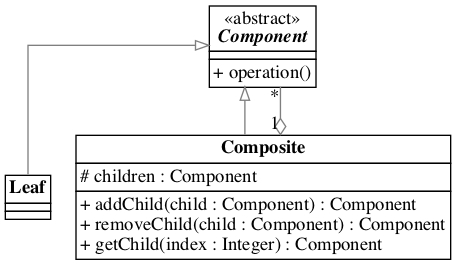 «abstract»
Component
+ operation()
*
1
Composite
# children : Component
+ addChild(child : Component) : Component
+ removeChild(child : Component) : Component
+ getChild(index : Integer) : Component
Leaf